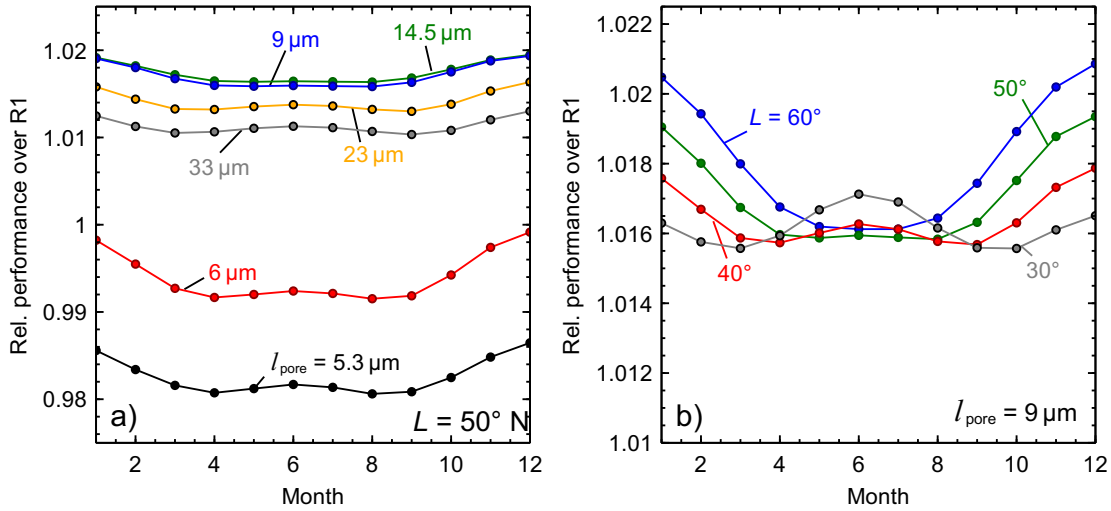 1.02
1.01
1
0.99
0.98
Rel. performance over R1
9 µm
14.5 µm
33 µm
23 µm
6 µm
l pore = 5.3 µm
a)
L = 50° N
2 4 6 8 10 12
Month
1.022
1.02
1.018
1.016
1.014
1.012
1.01
Rel. performance over R1
L = 60°
50°
40°
30°
b)
l pore = 9 µm
2 4 6 8 10 12
Month